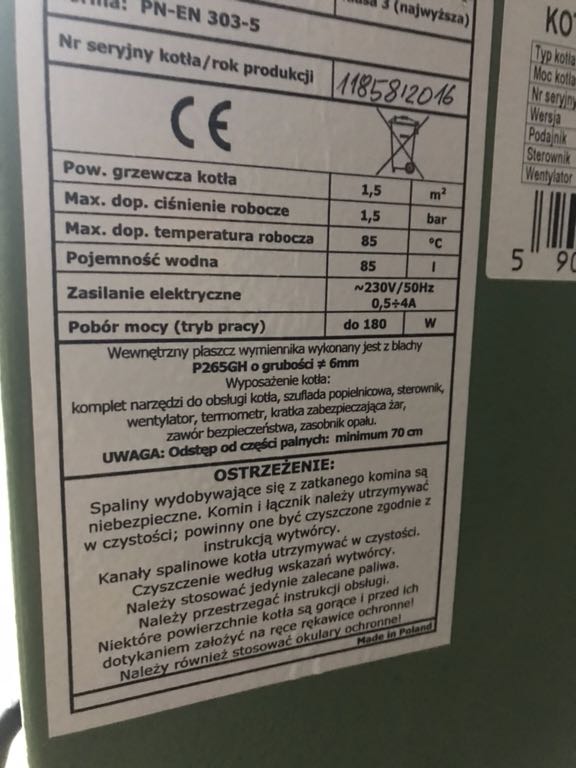 PN-EN 303-5
3 (najwyższa)
Nr seryjny kotła/rok produkcji
1185812016
CE
Pow. grzewcza kotła 1,5 m²
Max. dop. ciśnienie robocze 1,5 bar
Max. dop. temperatura robocza 85 °C
Pojemność wodna 85 l
Zasilanie elektryczne ~230V/50Hz
0,5÷4A
Pobór mocy (tryb pracy) do 180 W
Wewnętrzny płaszcz wymiennika wykonany jest z blachy
P265GH o grubości ≠ 6mm
Wyposażenie kotła:
komplet narzędzi do obsługi kotła, szuflada popielnicowa, sterownik,
wentylator, termometr, kratka zabezpieczająca żar,
zawór bezpieczeństwa, zasobnik opału.
UWAGA: Odstęp od części palnych: minimum 70 cm
OSTRZEŻENIE:
Spaliny wydobywające się z zatkanego komina są
niebezpieczne. Komin i łącznik należy utrzymywać
w czystości; powinny one być czyszczone zgodnie z
instrukcją wytwórcy.
Kanały spalinowe kotła utrzymywać w czystości.
Czyszczenie według wskazań wytwórcy.
Należy stosować jedynie zalecane paliwa.
Należy przestrzegać instrukcji obsługi.
Niektóre powierzchnie kotła są gorące i przed ich
dotykaniem założyć na ręce rękawice ochronne!
Należy również stosować okulary ochronne!
Made in Poland
KO
Typ kotła
Moc kotła
Nr seryjny
Wersja
Podajnik
Sterownik
Wentylator
5 90